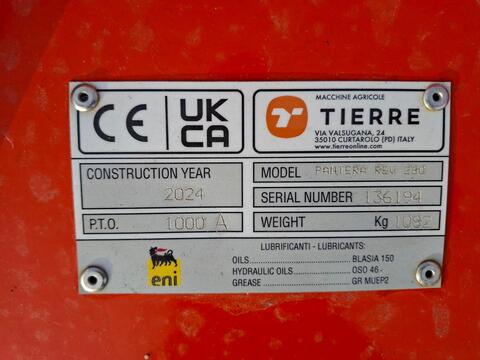 CE
UK
CA
MACCHINE AGRICOLE
TIERRE
VIA VALSUGANA, 24
35010 CURTAROLO (PD) ITALY
www.tierreonline.com
CONSTRUCTION YEAR
2024
P.T.O. 1000 A
MODEL PANTERA REV
SERIAL NUMBER 136194
WEIGHT Kg
LUBRIFICANTI - LUBRICANTS:
OILS BLASIA 150
HYDRAULIC OILS OSO 46-
GREASE GR MUEP2
eni